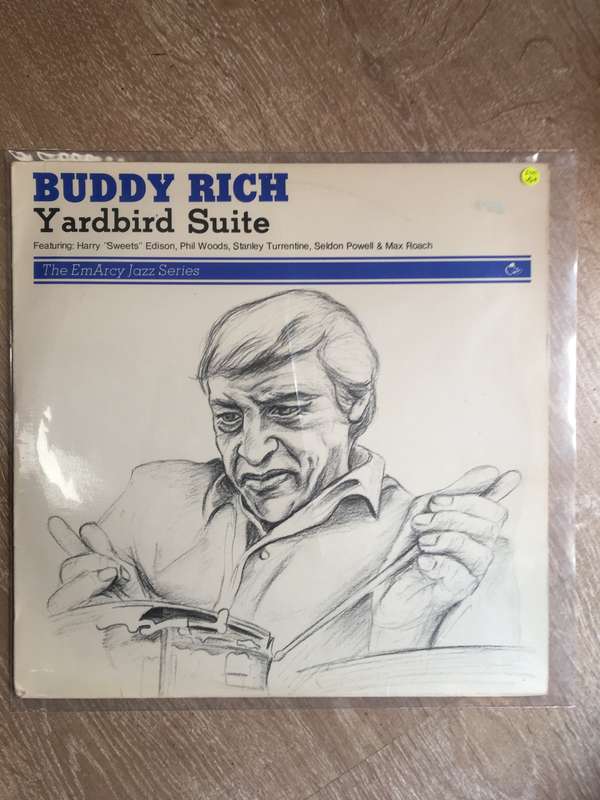 BUDDY RICH
Yardbird Suite
Featuring: Harry "Sweets" Edison, Phil Woods, Stanley Turrentine, Seldon Powell & Max Roach
The EmArcy Jazz Series